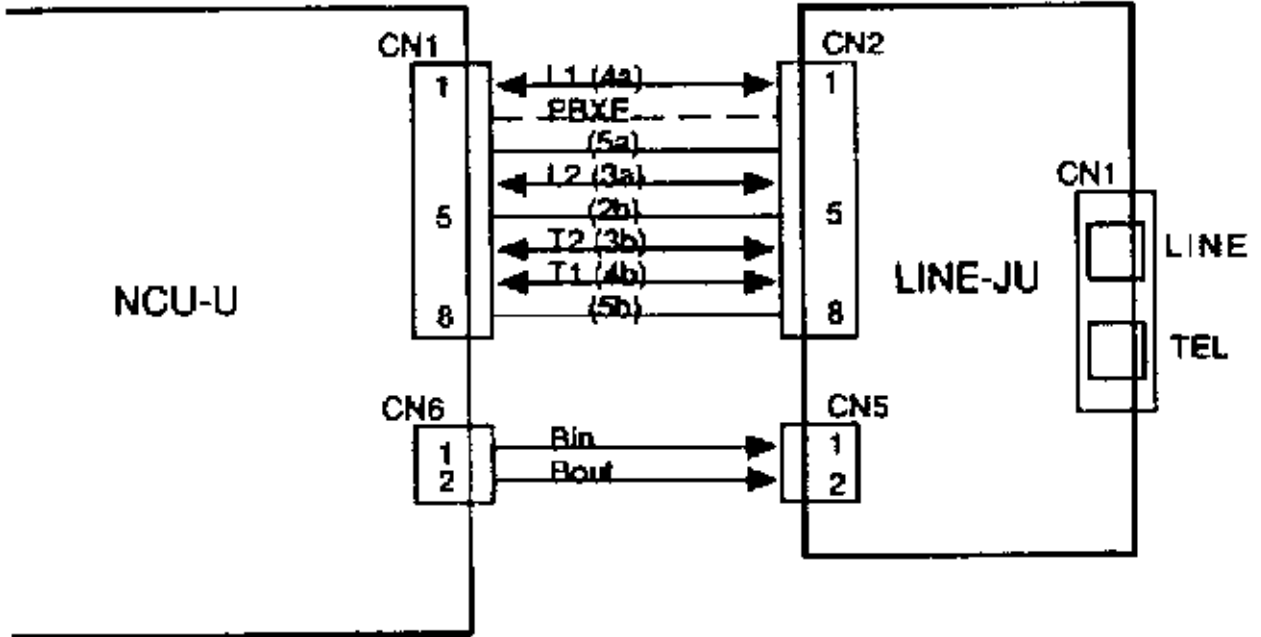 CN1
CN2
1 L1 (4a) 1
PBXE
(5a)
L2 (3a)
CN1
5 (2b) 5
T2 (3b)
LINE
T1 (4b)
NCU-U
LINE-JU
8 (5b) 8
TEL
CN6
CN5
1 Bin 1
2 Bout 2